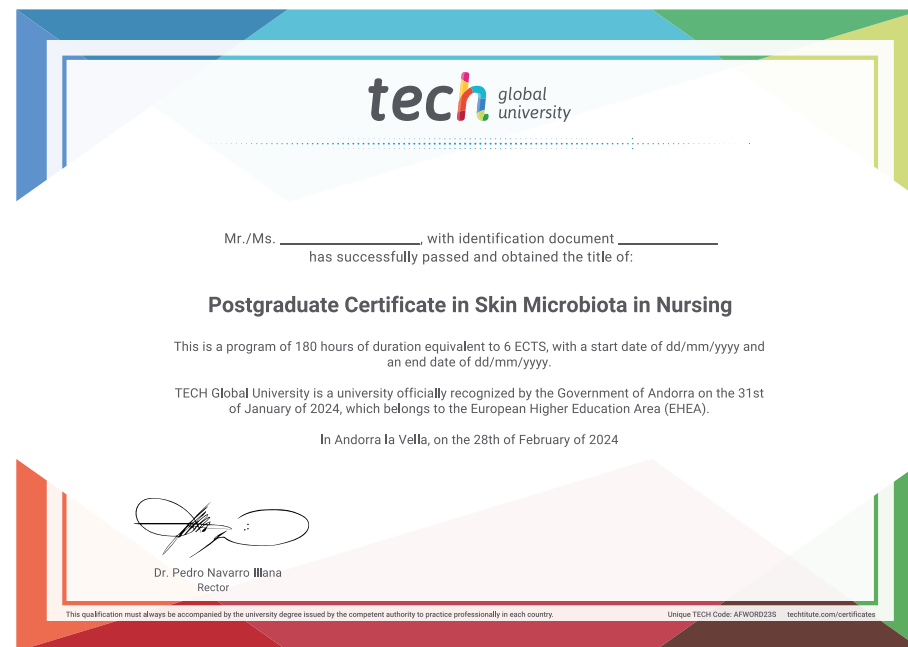 tech global
university
Mr./Ms. ____________________, with identification document ______________
has successfully passed and obtained the title of:
Postgraduate Certificate in Skin Microbiota in Nursing
This is a program of 180 hours of duration equivalent to 6 ECTS, with a start date of dd/mm/yyyy and
an end date of dd/mm/yyyy.
TECH Global University is a university officially recognized by the Government of Andorra on the 31st
of January of 2024, which belongs to the European Higher Education Area (EHEA).
In Andorra la Vella, on the 28th of February of 2024
Dr. Pedro Navarro Illana
Rector
This qualification must always be accompanied by the university degree issued by the competent authority to practice professionally in each country. Unique TECH Code: AFWORD23S techtitute.com/certificates